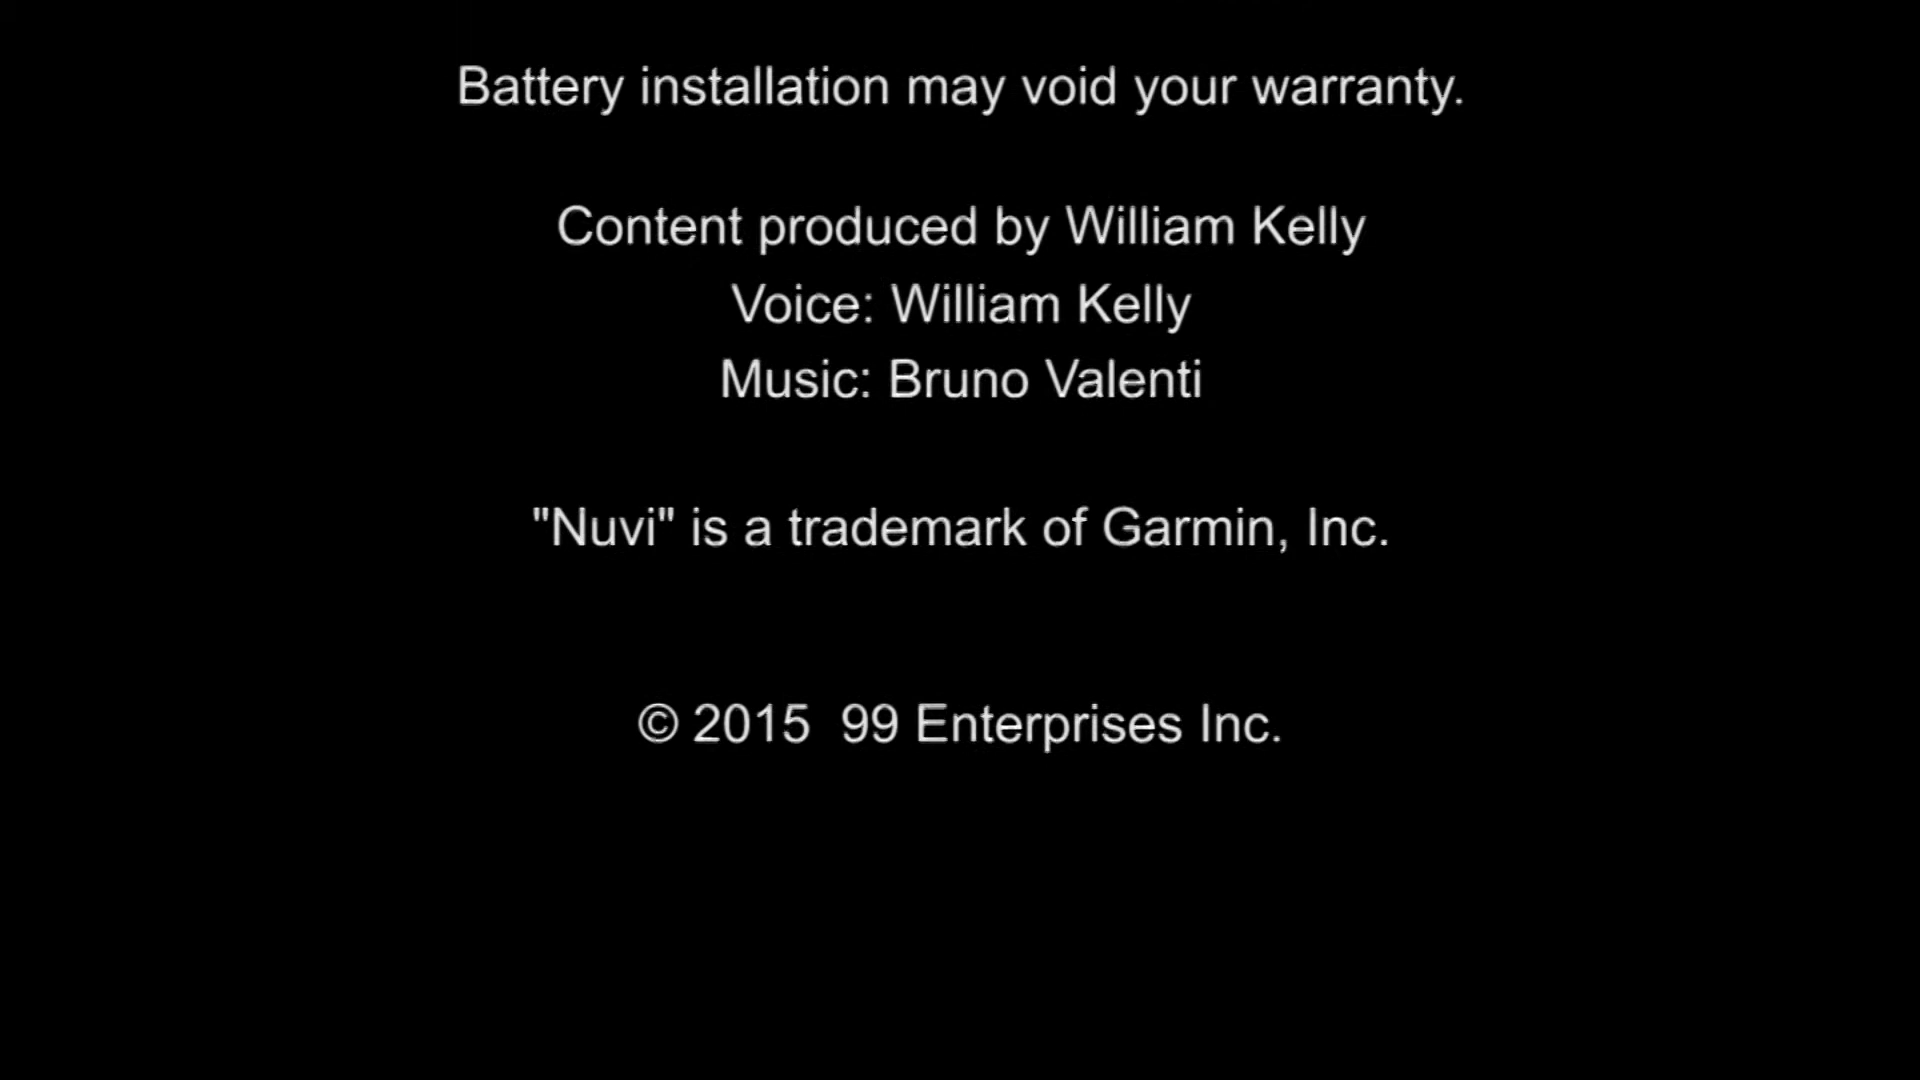 Battery installation may void your warranty.
Content produced by William Kelly
Voice: William Kelly
Music: Bruno Valenti
"Nuvi" is a trademark of Garmin, Inc.
© 2015  99 Enterprises Inc.